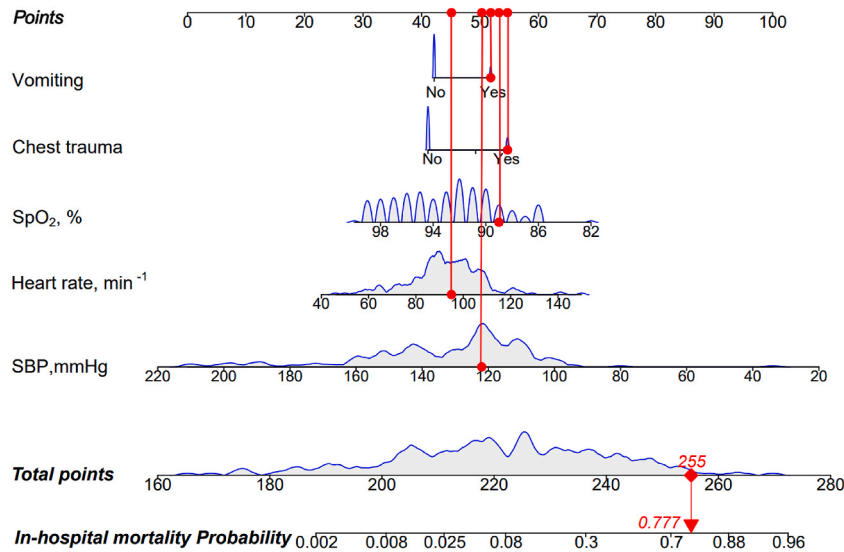 Points 0 10 20 30 40 50 60 70 80 90 100
Vomiting
No Yes
Chest trauma
No Yes
SpO₂, %
98 94 90 86 82
Heart rate, min⁻¹
40 60 80 100 120 140
SBP,mmHg
220 200 180 160 140 120 100 80 60 40 20
Total points
255
160 180 200 220 240 260 280
0.777
In-hospital mortality Probability 0.002 0.008 0.025 0.08 0.3 0.7 0.88 0.96